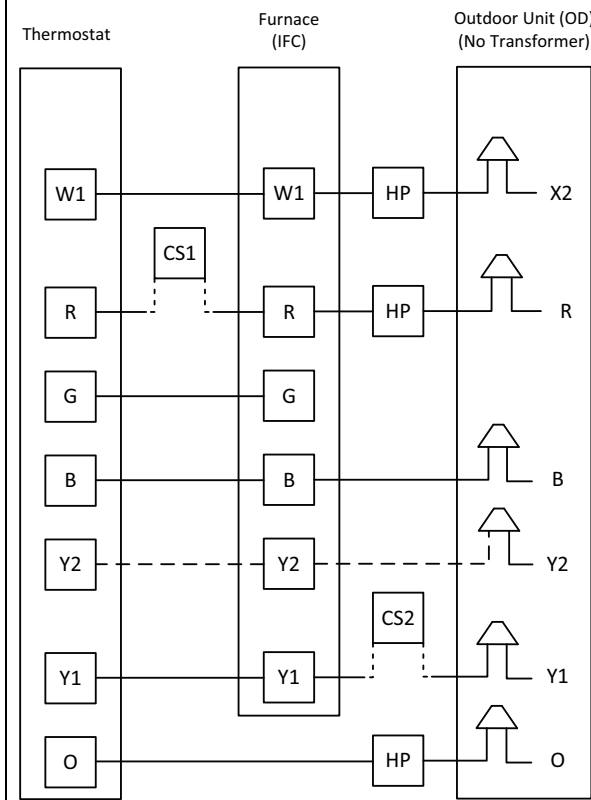 Thermostat
Furnace
(IFC)
Outdoor Unit (OD)
(No Transformer)
W1 W1 HP X2
CS1
R R HP R
G G
B B B
Y2 Y2 Y2
CS2
Y1 Y1 Y1
O HP O